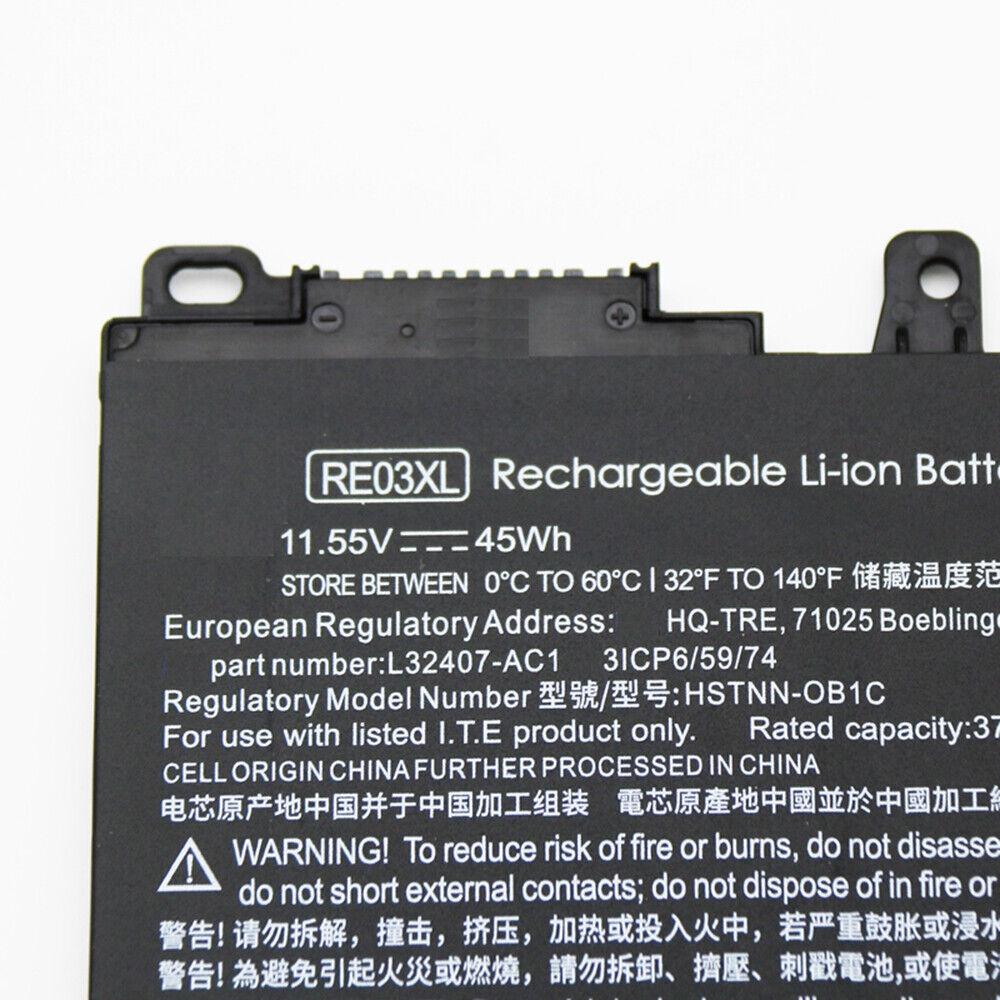 RE03XL Rechargeable Li-ion
11.55V 45Wh
STORE BETWEEN 0°C TO 60°C | 32°F TO 140°F 储藏温度范
European Regulatory Address: HQ-TRE, 71025
part number:L32407-AC1 3ICP6/59/74
Regulatory Model Number 型號/型号:HSTNN-OB1C
For use with listed I.T.E product only. Rated capacity:
CELL ORIGIN CHINA FURTHER PROCESSED IN CHINA
电芯原产地中国并于中国加工组装 電芯原產地中國並於中國加工
WARNING! To reduce risk of fire or burns, do not
do not short external contacts; do not dispose of in fire or
警告! 请勿拆解，撞击，挤压，加热或投入火中，若严重鼓胀或浸水
警告! 為避免引起火災或燃燒，請勿拆卸、擠壓、刺戳電池,或使電